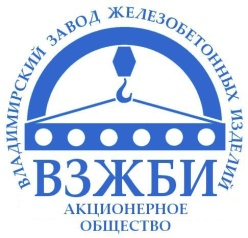 ВЛАДИМИРСКИЙ ЗАВОД ЖЕЛЕЗОБЕТОННЫХ ИЗДЕЛИЙ
ВЗЖБИ
АКЦИОНЕРНОЕ
ОБЩЕСТВО